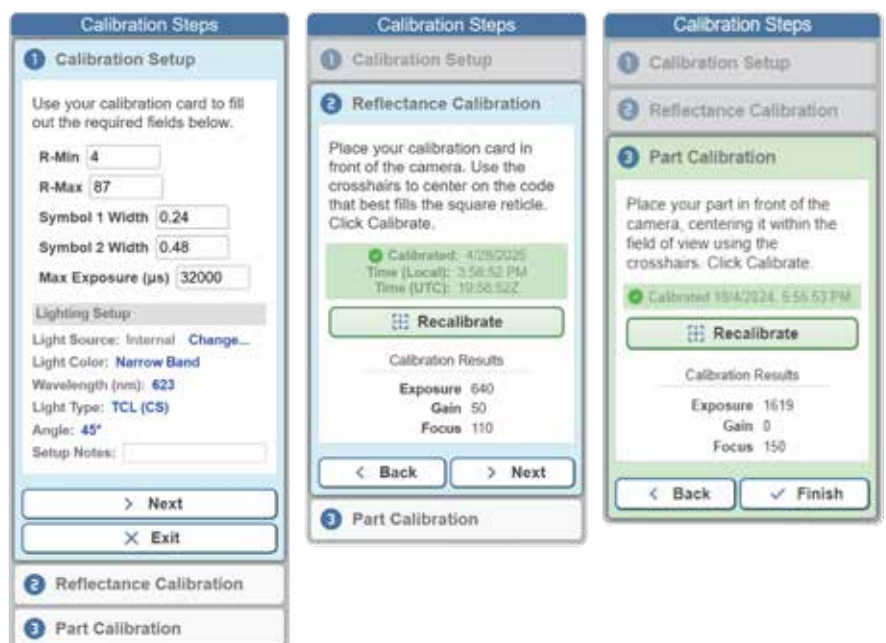 Calibration Steps
1 Calibration Setup
Use your calibration card to fill
out the required fields below.
R-Min 4
R-Max 87
Symbol 1 Width 0.24
Symbol 2 Width 0.48
Max Exposure (µs) 32000
Lighting Setup
Light Source: Internal Change...
Light Color: Narrow Band
Wavelength (nm): 623
Light Type: TCL (CS)
Angle: 45°
Setup Notes:
> Next
X Exit
2 Reflectance Calibration
3 Part Calibration
Calibration Steps
1 Calibration Setup
2 Reflectance Calibration
Place your calibration card in
front of the camera. Use the
crosshairs to center on the code
that best fills the square reticle.
Click Calibrate.
Calibrated: 4/28/2025
Time (Local): 3:58:52 PM
Time (UTC): 19:58:52Z
Recalibrate
Calibration Results
Exposure 640
Gain 50
Focus 110
< Back
> Next
3 Part Calibration
Calibration Steps
1 Calibration Setup
2 Reflectance Calibration
3 Part Calibration
Place your part in front of the
camera, centering it within the
field of view using the
crosshairs. Click Calibrate.
Calibrated 10/4/2024, 5:55:53 PM
Recalibrate
Calibration Results
Exposure 1619
Gain 0
Focus 150
< Back
✓ Finish